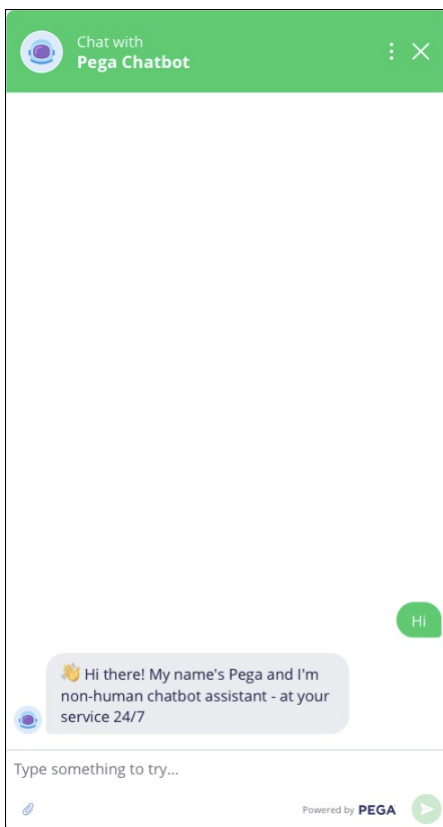 Chat with
Pega Chatbot
Hi
👋 Hi there! My name's Pega and I'm
non-human chatbot assistant - at your
service 24/7
Type something to try...
Powered by PEGA